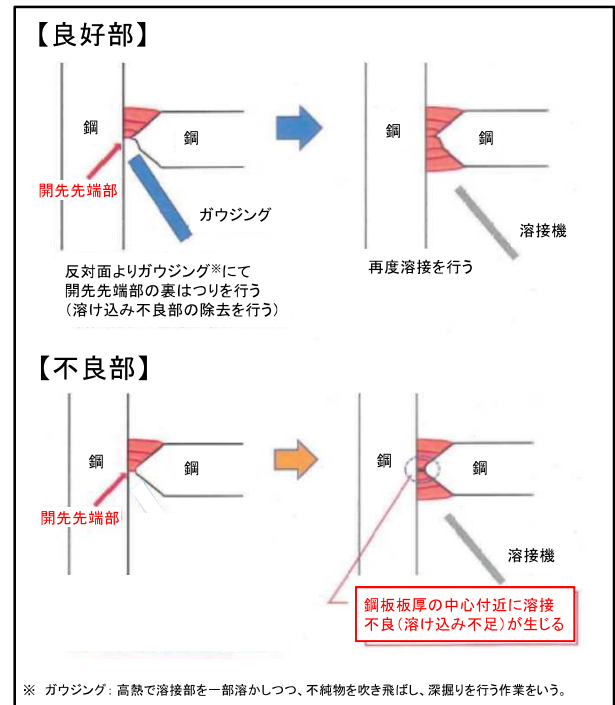 【良好部】
鋼
鋼
開先先端部
ガウジング
反対面よりガウジング※にて
開先先端部の裏はつりを行う
（溶け込み不良部の除去を行う）
鋼
鋼
溶接機
再度溶接を行う
【不良部】
鋼
鋼
開先先端部
鋼
鋼
溶接機
鋼板板厚の中心付近に溶接
不良（溶け込み不足）が生じる
※ ガウジング：高熱で溶接部を一部溶かしつつ、不純物を吹き飛ばし、深掘りを行う作業をいう。